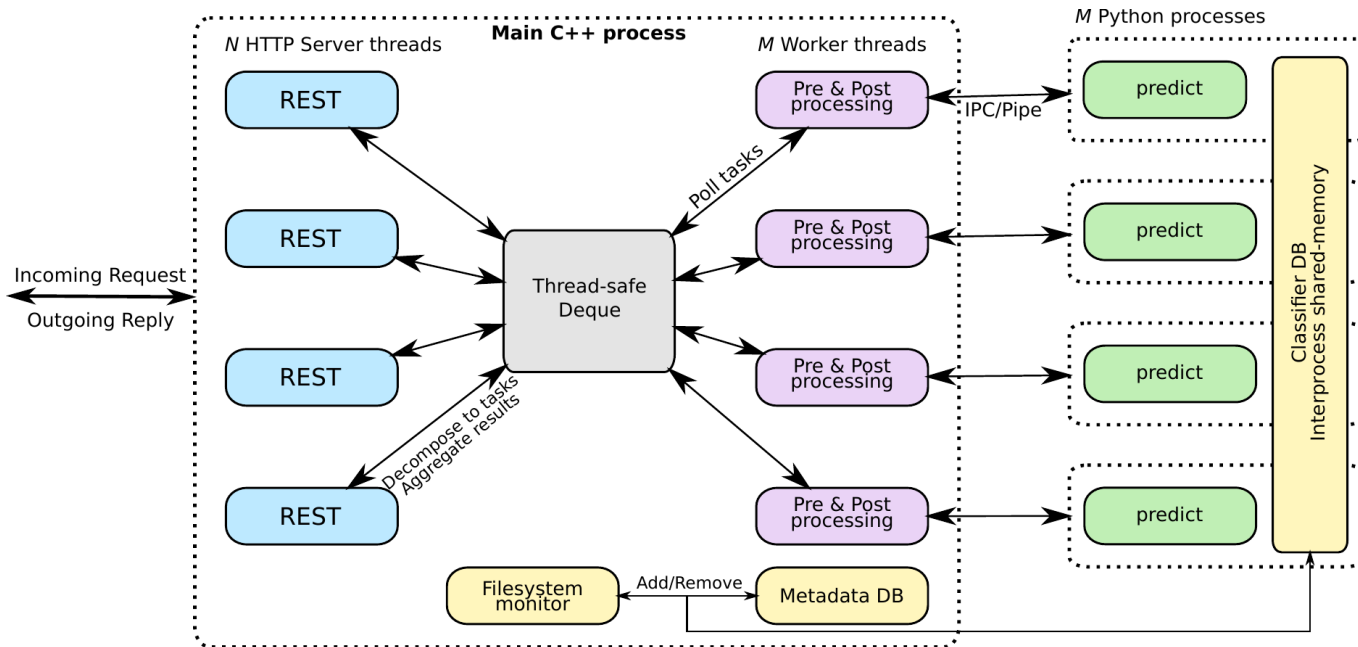 M Python processes
Main C++ process
N HTTP Server threads
M Worker threads
REST
Pre & Post
processing
IPC/Pipe
predict
Poll tasks
REST
Pre & Post
processing
predict
Incoming Request
Outgoing Reply
Thread-safe
Deque
REST
Pre & Post
processing
predict
Decompose to tasks
Aggregate results
REST
Pre & Post
processing
predict
Classifier DB
Interprocess shared-memory
Filesystem
monitor
Add/Remove
Metadata DB